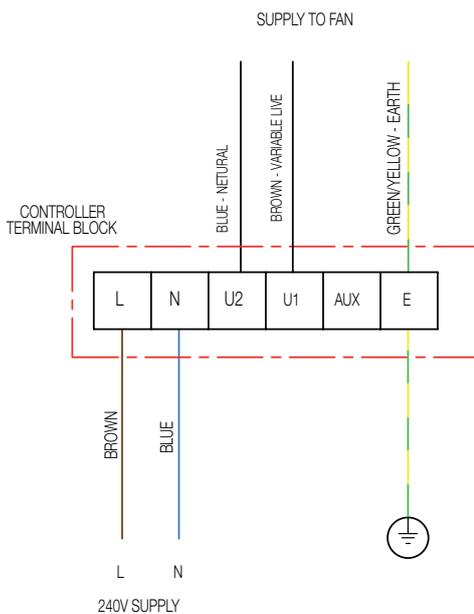 SUPPLY TO FAN
BLUE - NETURAL
BROWN - VARIABLE LIVE
GREEN/YELLOW - EARTH
CONTROLLER
TERMINAL BLOCK
L N U2 U1 AUX E
BROWN
BLUE
L N
240V SUPPLY